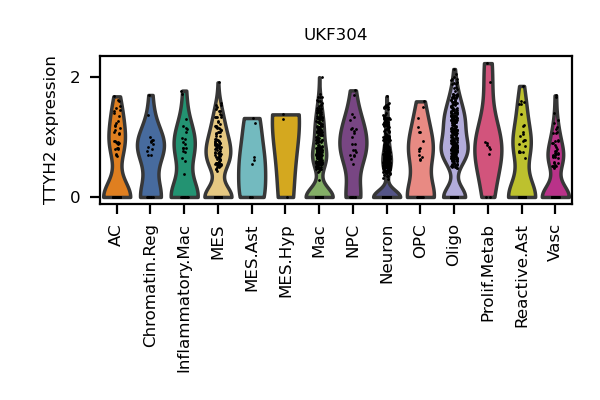 UKF304
TTYH2 expression
2
0
AC
Chromatin.Reg
Inflammatory.Mac
MES
MES.Ast
MES.Hyp
Mac
NPC
Neuron
OPC
Oligo
Prolif.Metab
Reactive.Ast
Vasc